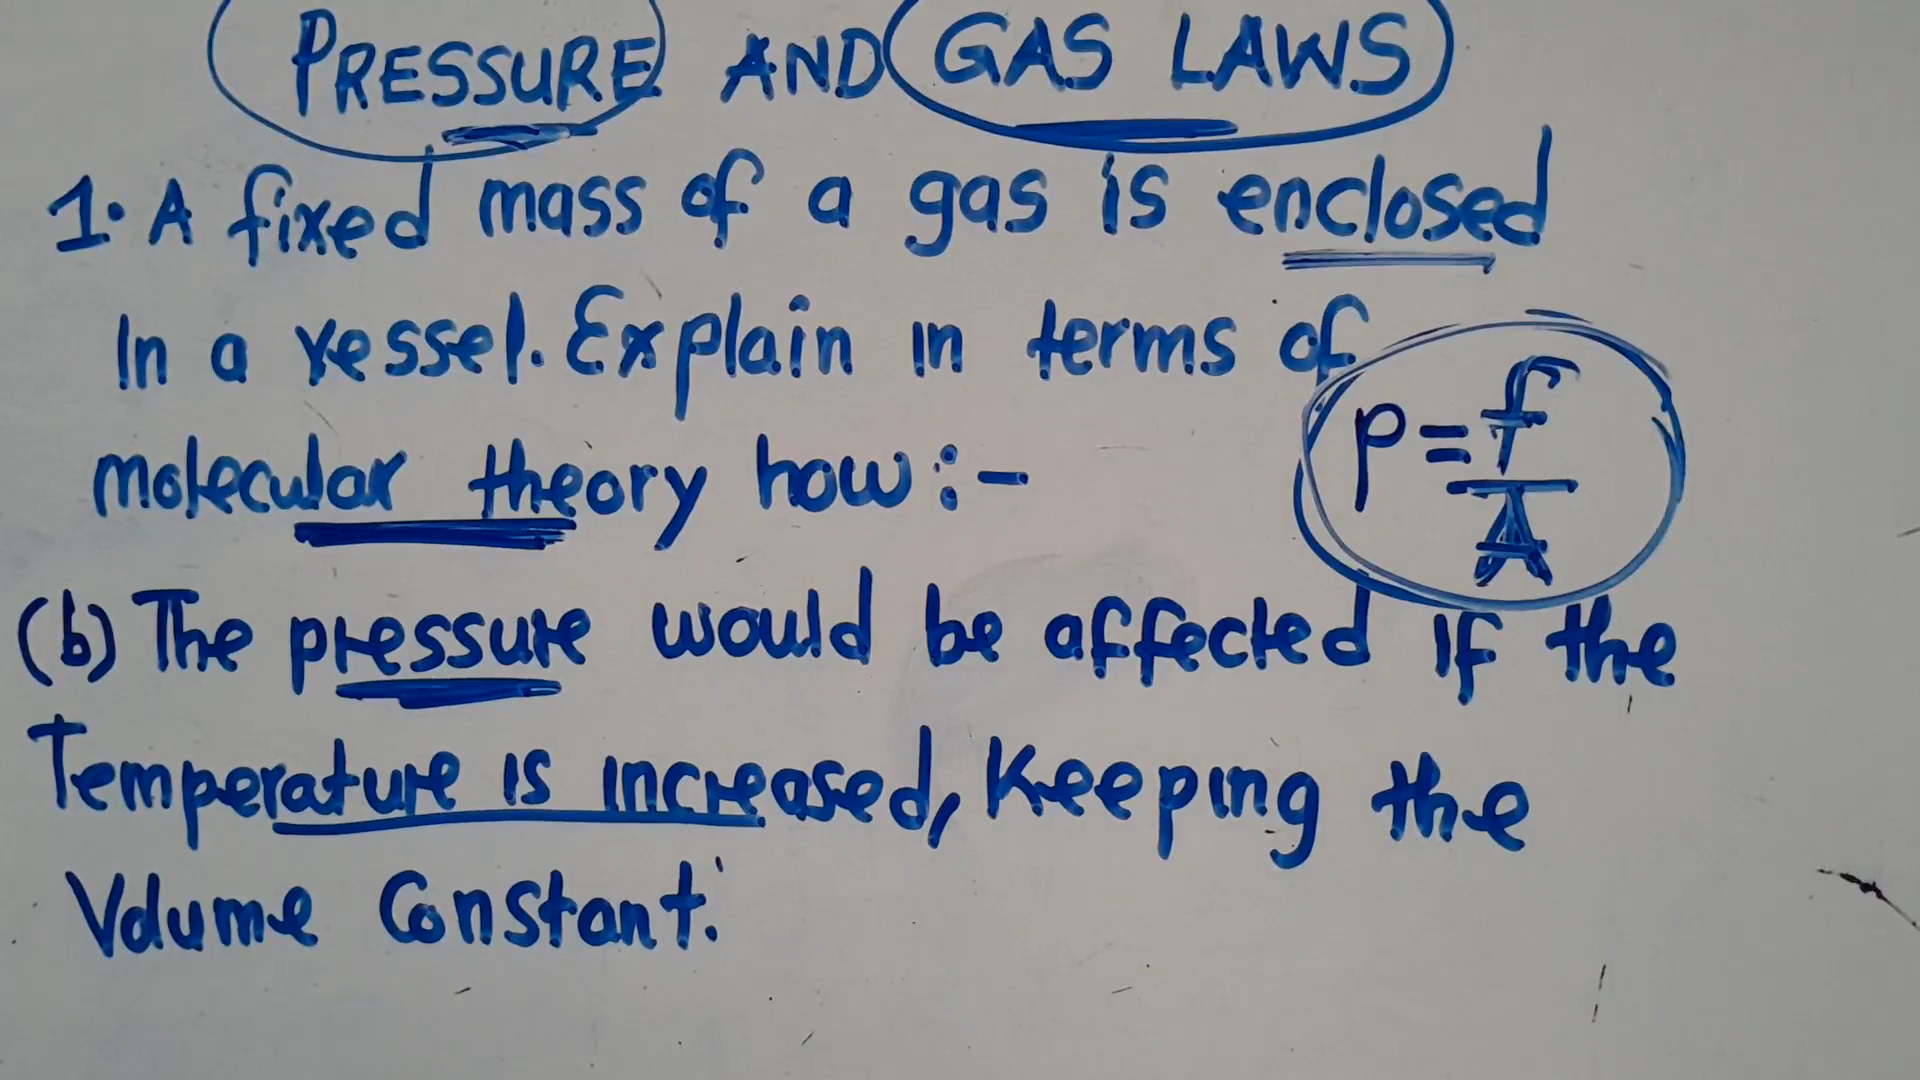 PRESSURE AND GAS LAWS
1. A fixed mass of a gas is enclosed
In a vessel. Explain in terms of
molecular theory how :-
P = f
A
(b) The pressure would be affected if the
Temperature is increased, Keeping the
Volume Constant.